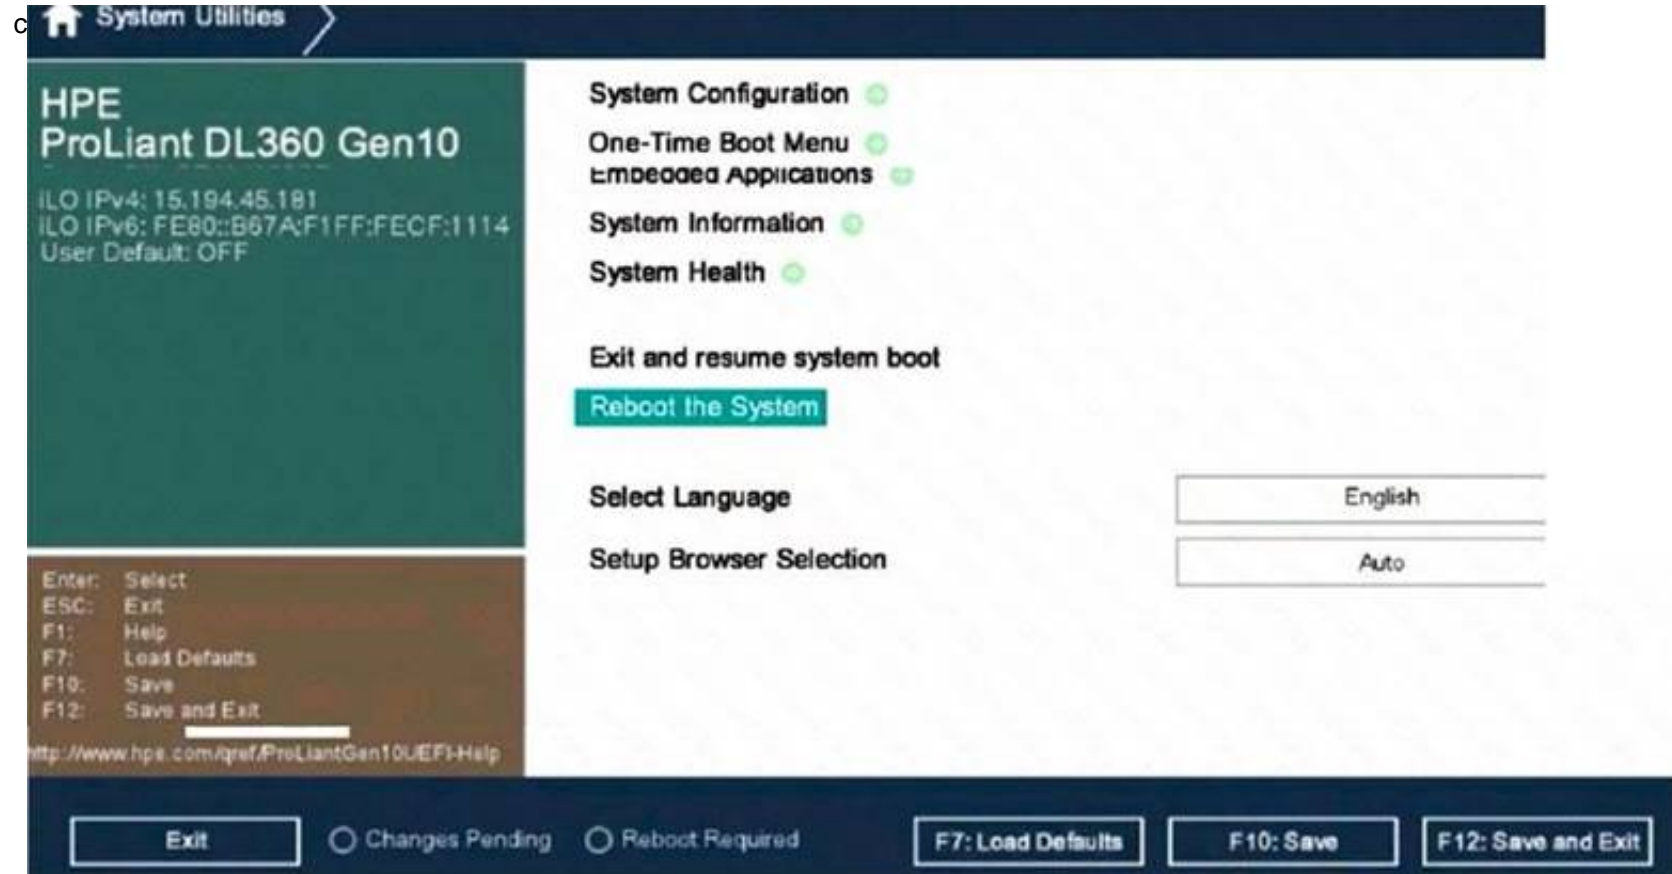 c
System Utilities
HPE
ProLiant DL360 Gen10
iLO IPv4: 15.194.45.181
iLO IPv6: FE80::B67A:F1FF:FECF:1114
User Default: OFF
Enter: Select
ESC: Exit
F1: Help
F7: Load Defaults
F10: Save
F12: Save and Exit
http://www.hpe.com/qref/ProLiantGen10UEFI-Help
System Configuration
One-Time Boot Menu
Embedded Applications
System Information
System Health
Exit and resume system boot
Reboot the System
Select Language English
Setup Browser Selection Auto
Exit
Changes Pending
Reboot Required
F7: Load Defaults
F10: Save
F12: Save and Exit